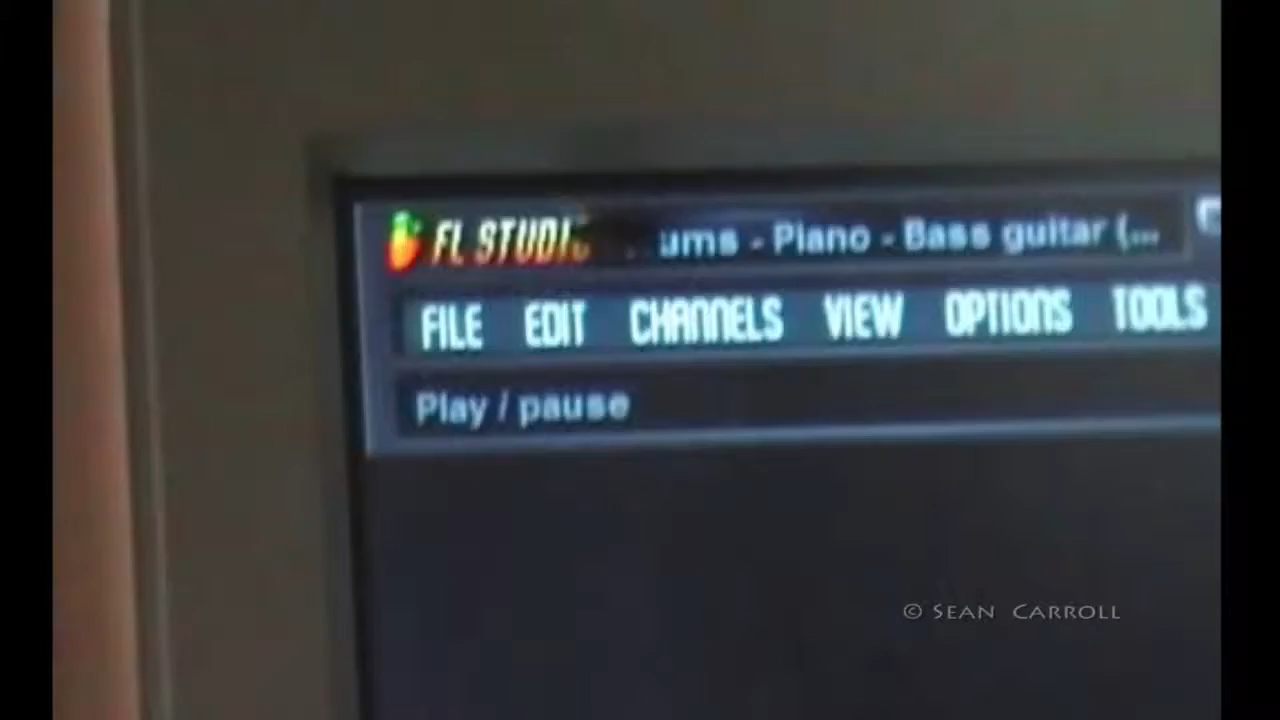 FL STUDIO ums - Piano - Bass guitar (...
FILE EDIT CHANNELS VIEW OPTIONS TOOLS
Play / pause
© SEAN CARROLL